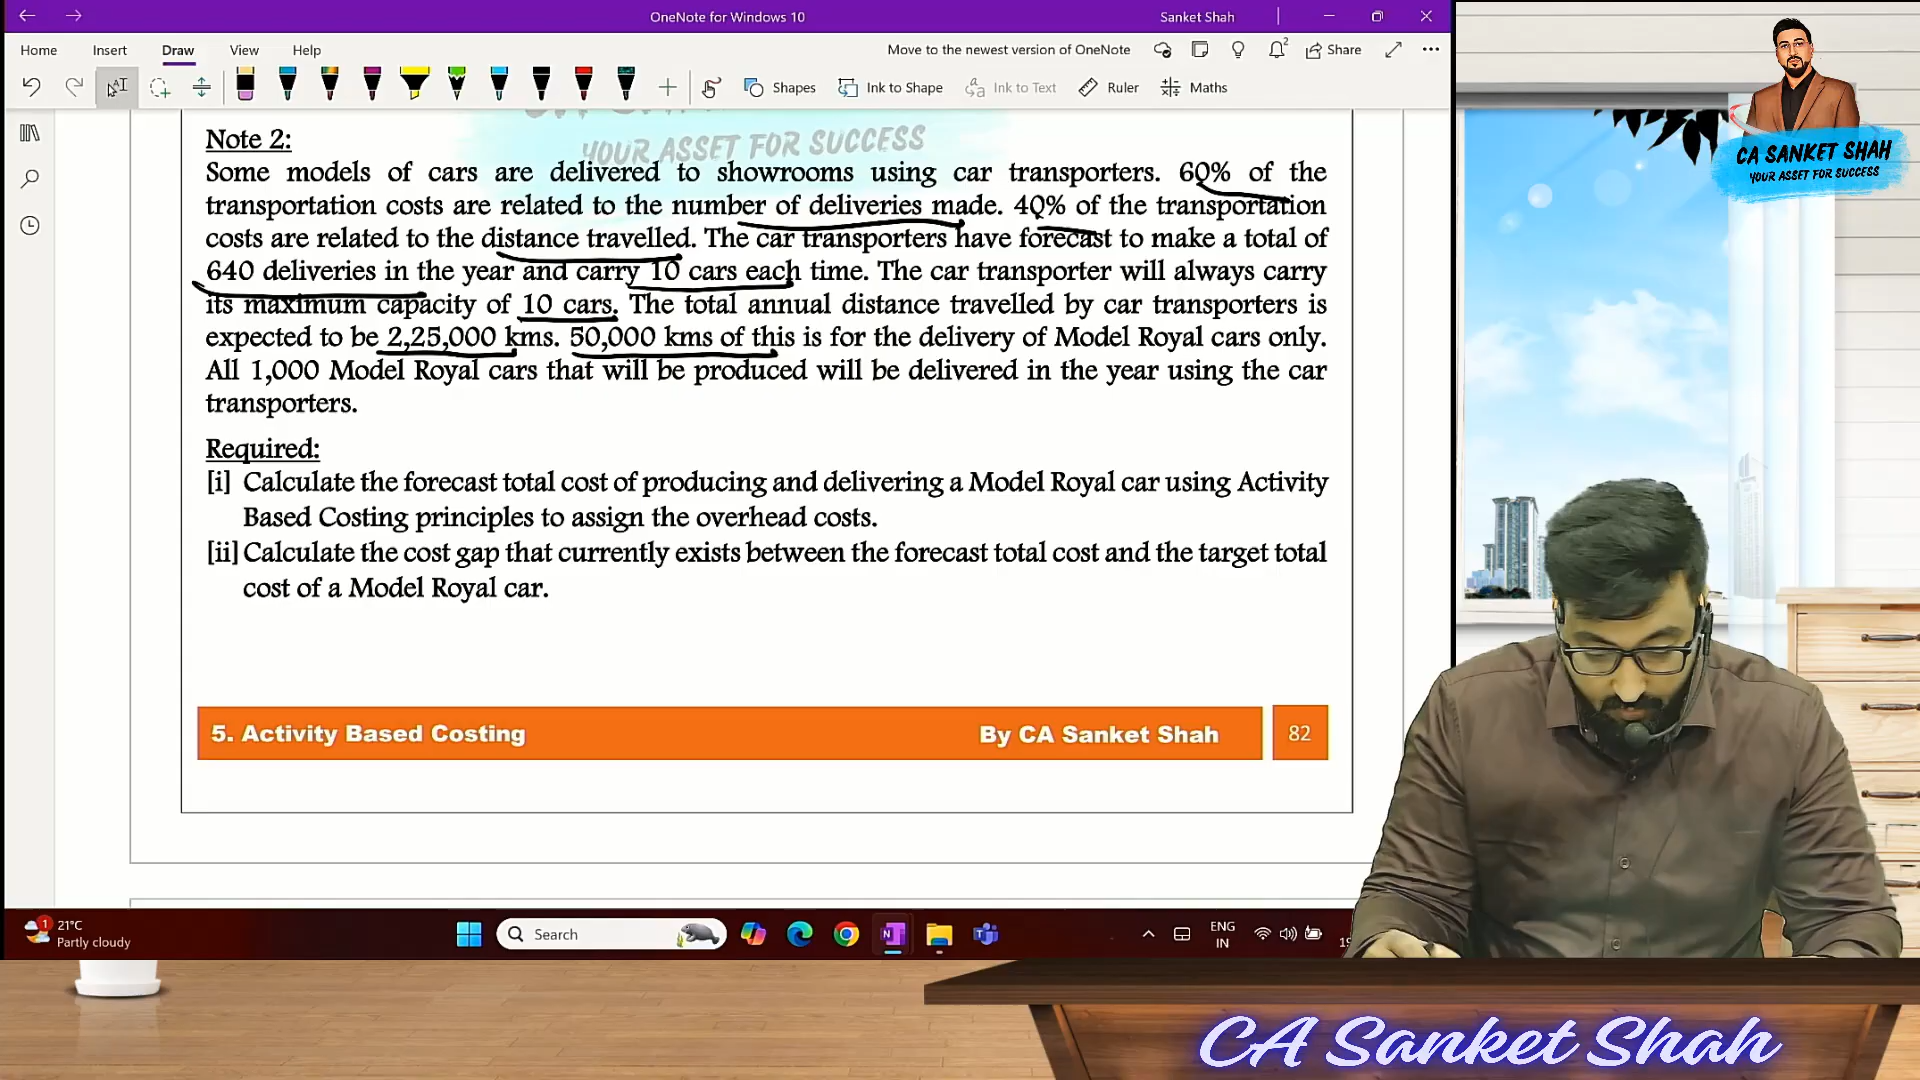 OneNote for Windows 10
Sanket Shah
Home Insert Draw View Help
Move to the newest version of OneNote
2
Share
Shapes
Ink to Shape
Ink to Text
Ruler
Maths
CA SANKET SHAH
YOUR ASSET FOR SUCCESS
YOUR ASSET FOR SUCCESS
Note 2:
Some models of cars are delivered to showrooms using car transporters. 60% of the
transportation costs are related to the number of deliveries made. 40% of the transportation
costs are related to the distance travelled. The car transporters have forecast to make a total of
640 deliveries in the year and carry 10 cars each time. The car transporter will always carry
its maximum capacity of 10 cars. The total annual distance travelled by car transporters is
expected to be 2,25,000 kms. 50,000 kms of this is for the delivery of Model Royal cars only.
All 1,000 Model Royal cars that will be produced will be delivered in the year using the car
transporters.
Required:
[i] Calculate the forecast total cost of producing and delivering a Model Royal car using Activity
Based Costing principles to assign the overhead costs.
[ii] Calculate the cost gap that currently exists between the forecast total cost and the target total
cost of a Model Royal car.
5. Activity Based Costing By CA Sanket Shah 82
1
21°C
Partly cloudy
Search
ENG
IN
CA Sanket Shah